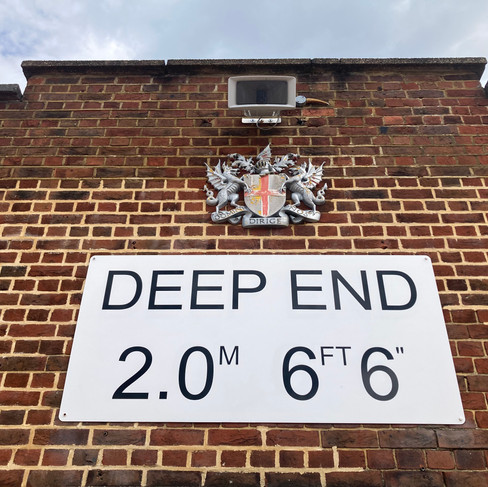 DIRIGE
DEEP END
2.0M 6FT 6"